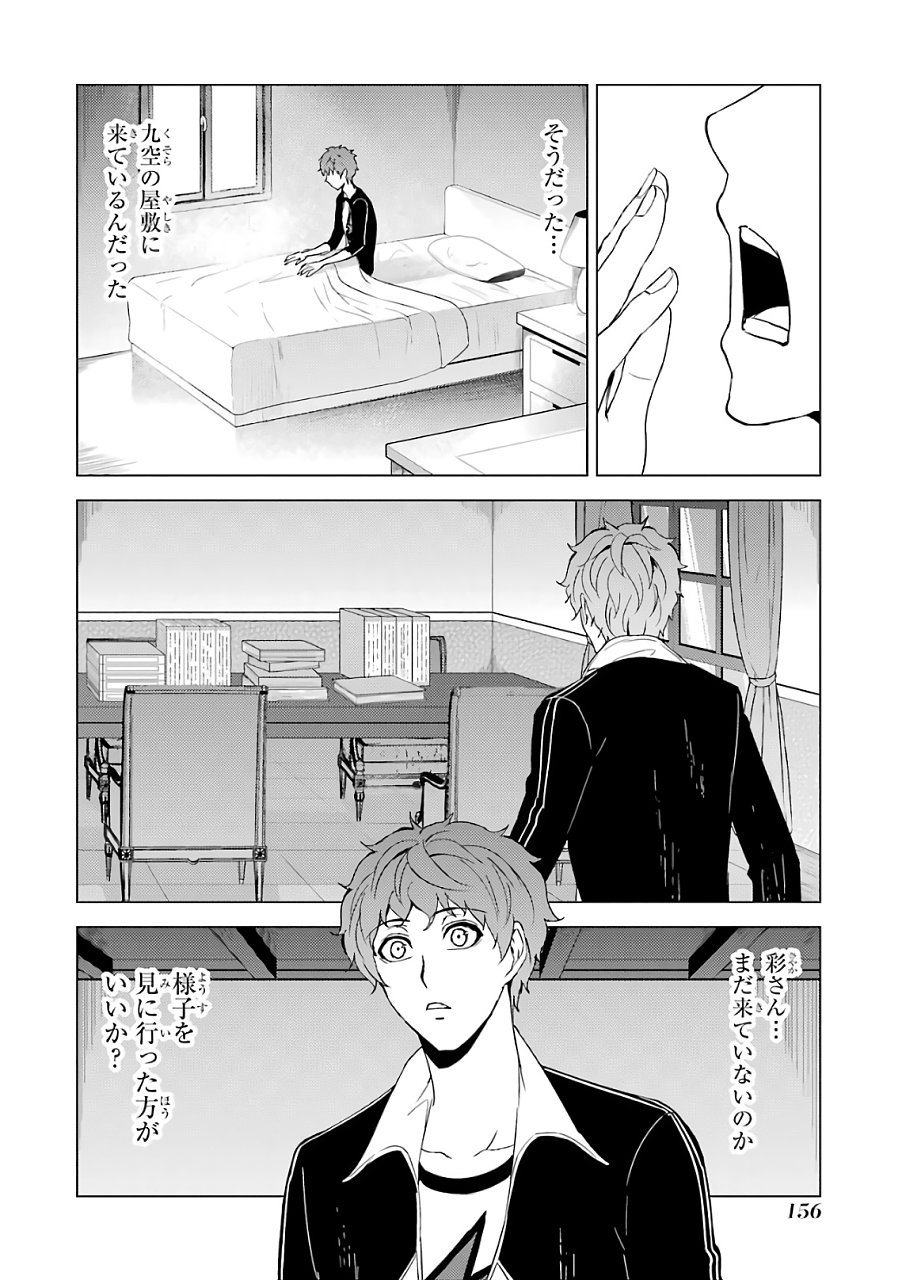 そうだった…
九空の屋敷に
来ているんだった
彩さん…
まだ来ていないのか
様子を
見に行った方が
いいか？
156